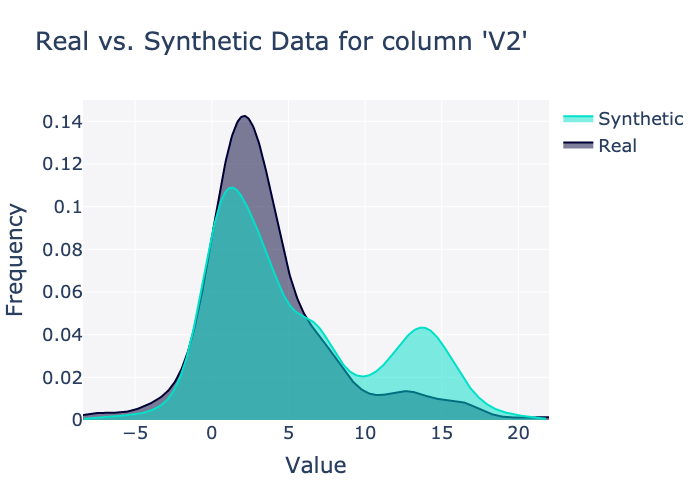 Real vs. Synthetic Data for column 'V2'
Synthetic
Real
0.14
0.12
0.1
0.08
0.06
0.04
0.02
0
Frequency
−5
0
5
10
15
20
Value